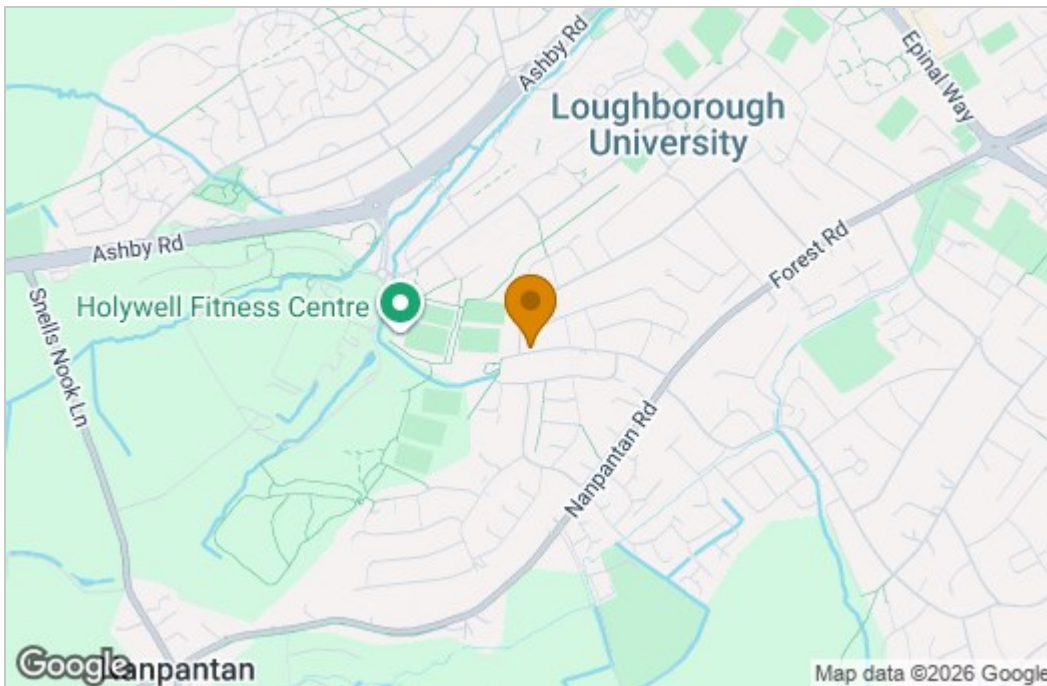 Ashby Rd
Epinal Way
Loughborough
University
Forest Rd
Ashby Rd
Holywell Fitness Centre
Snells Nook Ln
Nanpantan Rd
Google
Nanpantan
Map data ©2026 Google